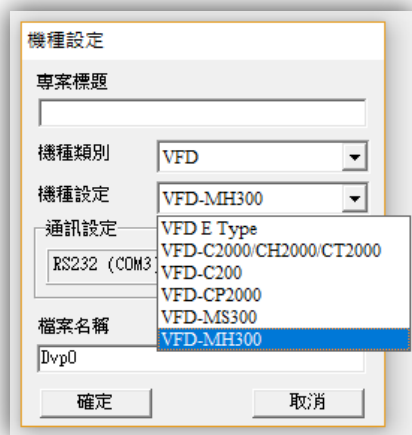 機種設定
專案標題
機種類別 VFD
機種設定 VFD-MH300
通訊設定
RS232 (COM3
VFD E Type
VFD-C2000/CH2000/CT2000
VFD-C200
VFD-CP2000
VFD-MS300
VFD-MH300
檔案名稱
Dvp0
確定 取消